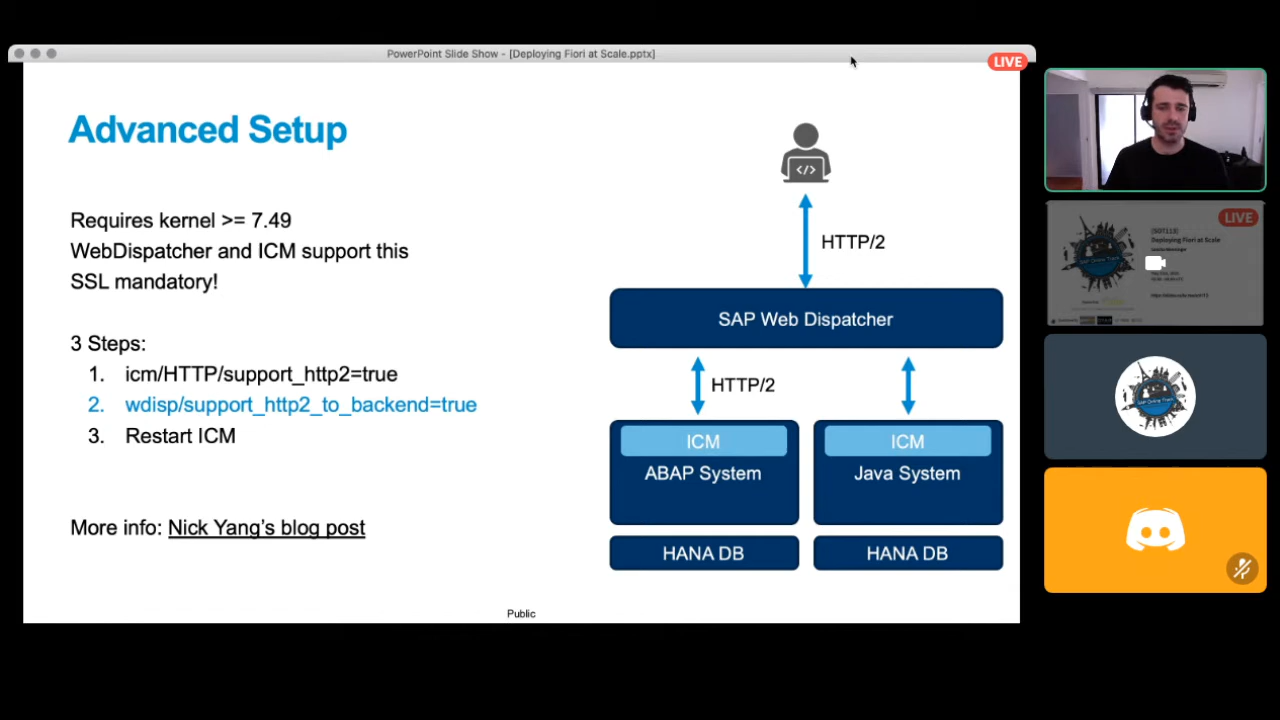 PowerPoint Slide Show - [Deploying Fiori at Scale.pptx]
LIVE
Advanced Setup
Requires kernel >= 7.49
WebDispatcher and ICM support this
SSL mandatory!
3 Steps:
1. icm/HTTP/support_http2=true
2. wdisp/support_http2_to_backend=true
3. Restart ICM
More info: Nick Yang's blog post
</>
HTTP/2
SAP Web Dispatcher
HTTP/2
ICM
ABAP System
HANA DB
ICM
Java System
HANA DB
Public
LIVE
Deploying Fiori at Scale